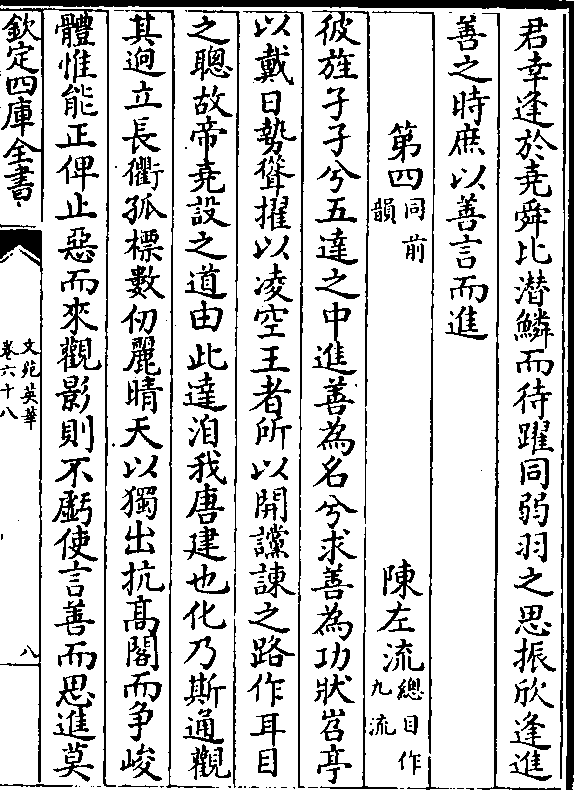 君幸逢於堯舜比潛鱗而待躍同弱羽之思振欣逢進
善之時庶以善言而進
第四同前韻
陳左流總目作九流
彼旌孑孑兮五達之中進善為名兮求善為功狀岧亭
以戴日勢聳擢以凌空王者所以開讜諫之路作耳目
之聰故帝堯設之道由此達洎我唐建也化乃斯通觀
其迥立長衢孤標數仞麗晴天以獨出抗髙閣而争峻
體惟能正俾止惡而來觀影則不虧使言善而思進莫
欽定四庫全書
文苑英華
卷六十八
八